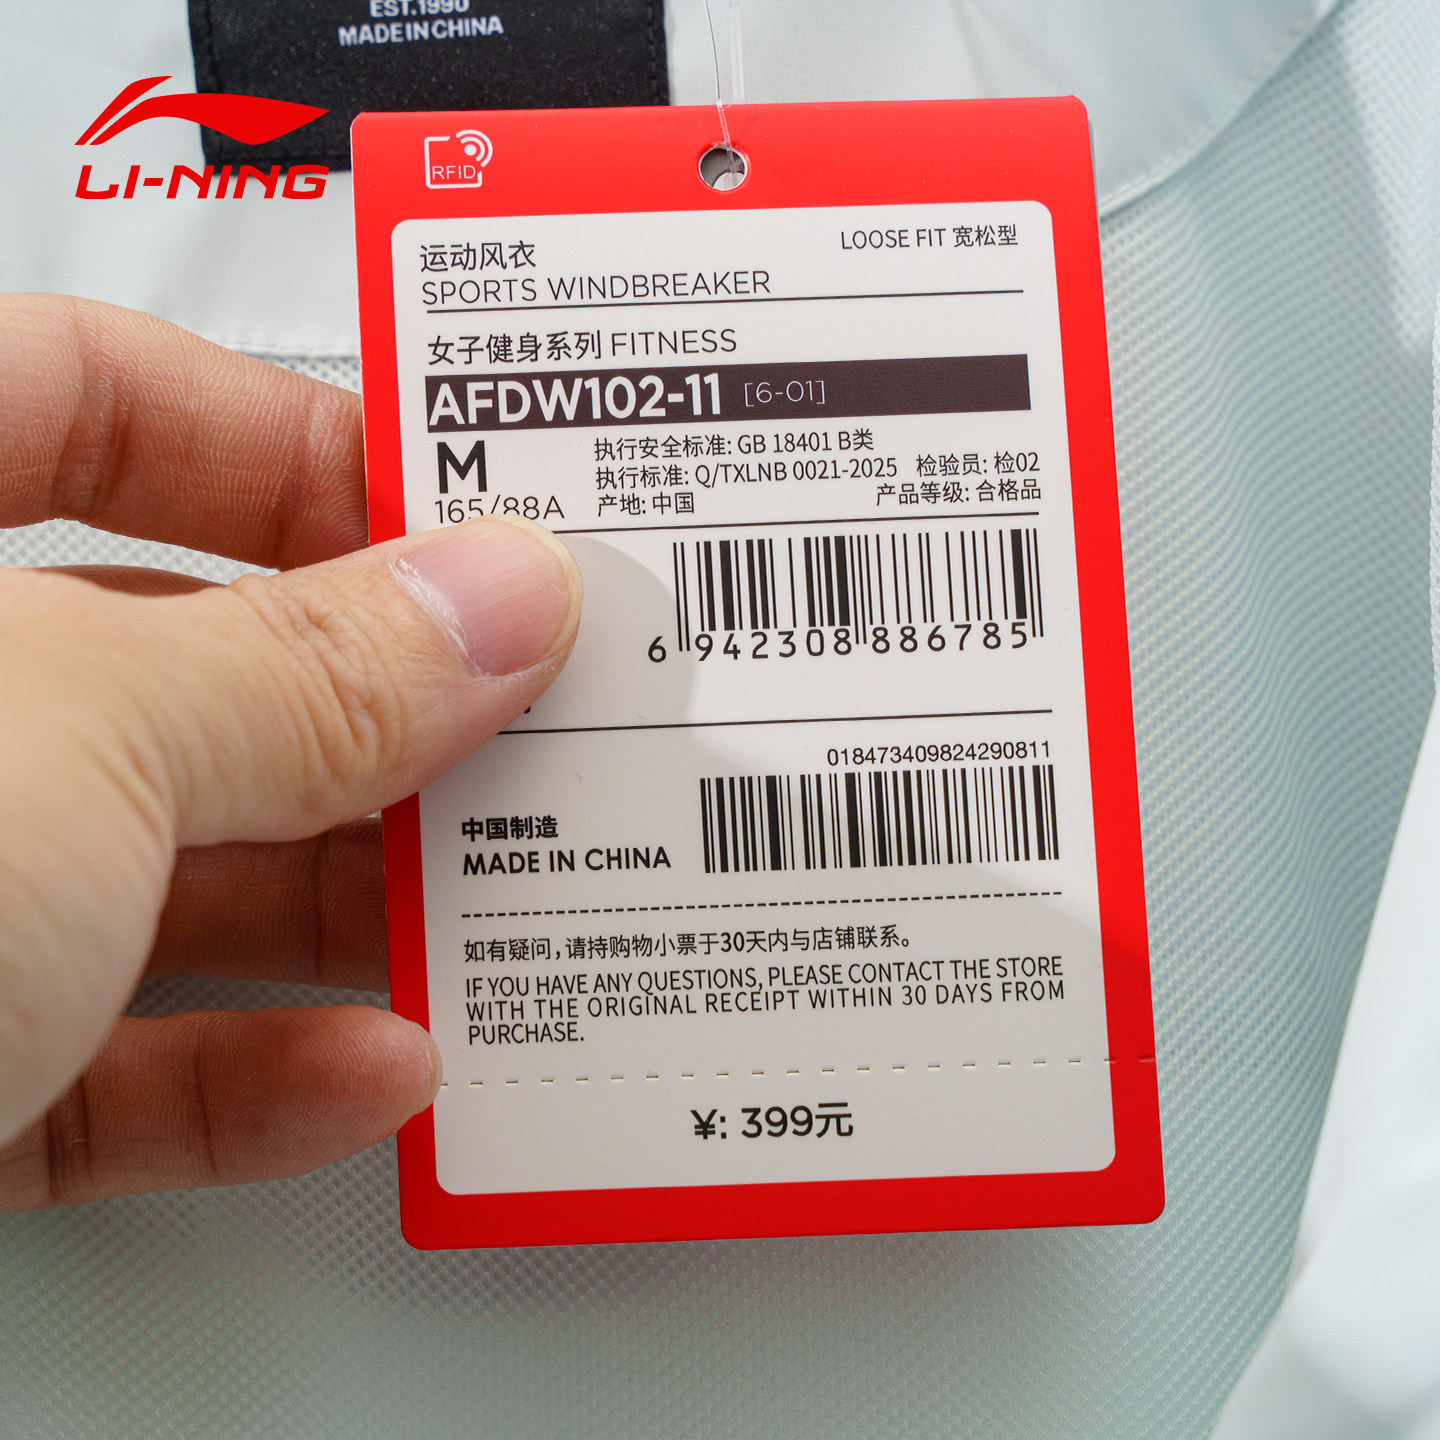 EST.1990
MADE IN CHINA
LI-NING
RFID
运动风衣
LOOSE FIT 宽松型
SPORTS WINDBREAKER
女子健身系列 FITNESS
AFDW102-11 [6-01]
M
165/88A
执行安全标准: GB 18401 B类
执行标准: Q/TXLNB 0021-2025 检验员: 检02
产地: 中国 产品等级: 合格品
6 942308 886785
018473409824290811
中国制造
MADE IN CHINA
如有疑问,请持购物小票于30天内与店铺联系。
IF YOU HAVE ANY QUESTIONS, PLEASE CONTACT THE STORE
WITH THE ORIGINAL RECEIPT WITHIN 30 DAYS FROM
PURCHASE.
¥: 399元